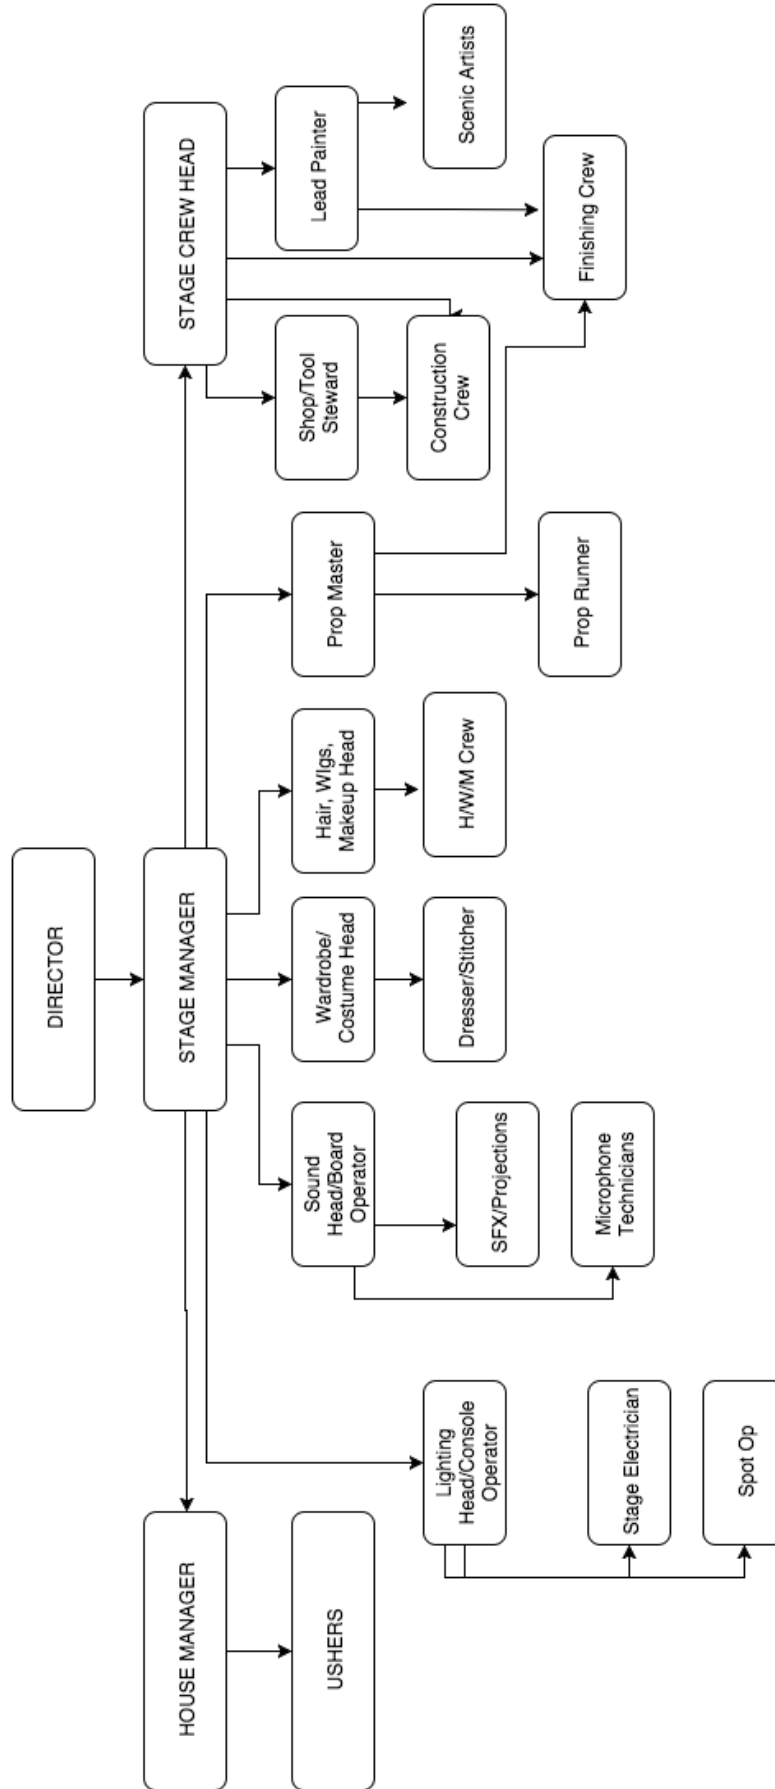 DIRECTOR
HOUSE MANAGER
STAGE MANAGER
STAGE CREW HEAD
USHERS
Sound
Head/Board
Operator
Wardrobe/
Costume Head
Hair, WIgs,
Makeup Head
Prop Master
Shop/Tool
Steward
Lead Painter
Lighting
Head/Console
Operator
SFX/Projections
Dresser/Stitcher
H/W/M Crew
Construction
Crew
Scenic Artists
Stage Electrician
Microphone
Technicians
Prop Runner
Finishing Crew
Spot Op